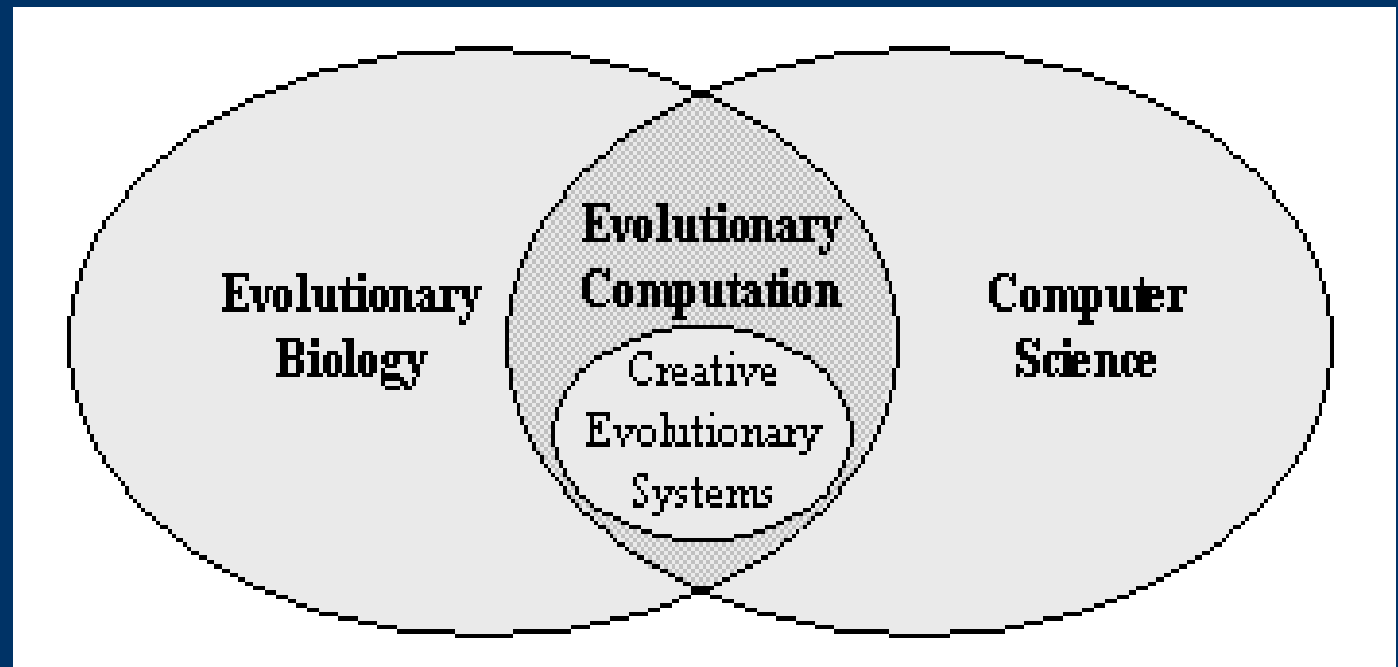 Evolutionary
Biology
Evolutionary
Computation
Creative
Evolutionary
Systems
Computer
Science